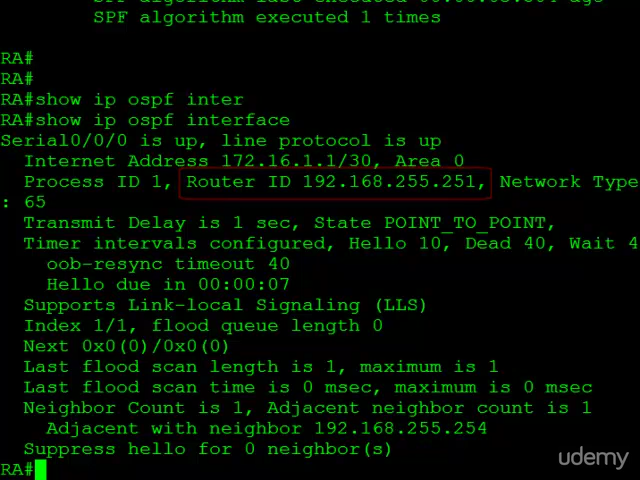 SPF algorithm executed 1 times
RA#
RA#
RA#show ip ospf inter
RA#show ip ospf interface
Serial0/0/0 is up, line protocol is up
Internet Address 172.16.1.1/30, Area 0
Process ID 1, Router ID 192.168.255.251, Network Type
: 65
Transmit Delay is 1 sec, State POINT_TO_POINT,
Timer intervals configured, Hello 10, Dead 40, Wait 4
oob-resync timeout 40
Hello due in 00:00:07
Supports Link-local Signaling (LLS)
Index 1/1, flood queue length 0
Next 0x0(0)/0x0(0)
Last flood scan length is 1, maximum is 1
Last flood scan time is 0 msec, maximum is 0 msec
Neighbor Count is 1, Adjacent neighbor count is 1
Adjacent with neighbor 192.168.255.254
Suppress hello for 0 neighbor(s)
RA#
udemy